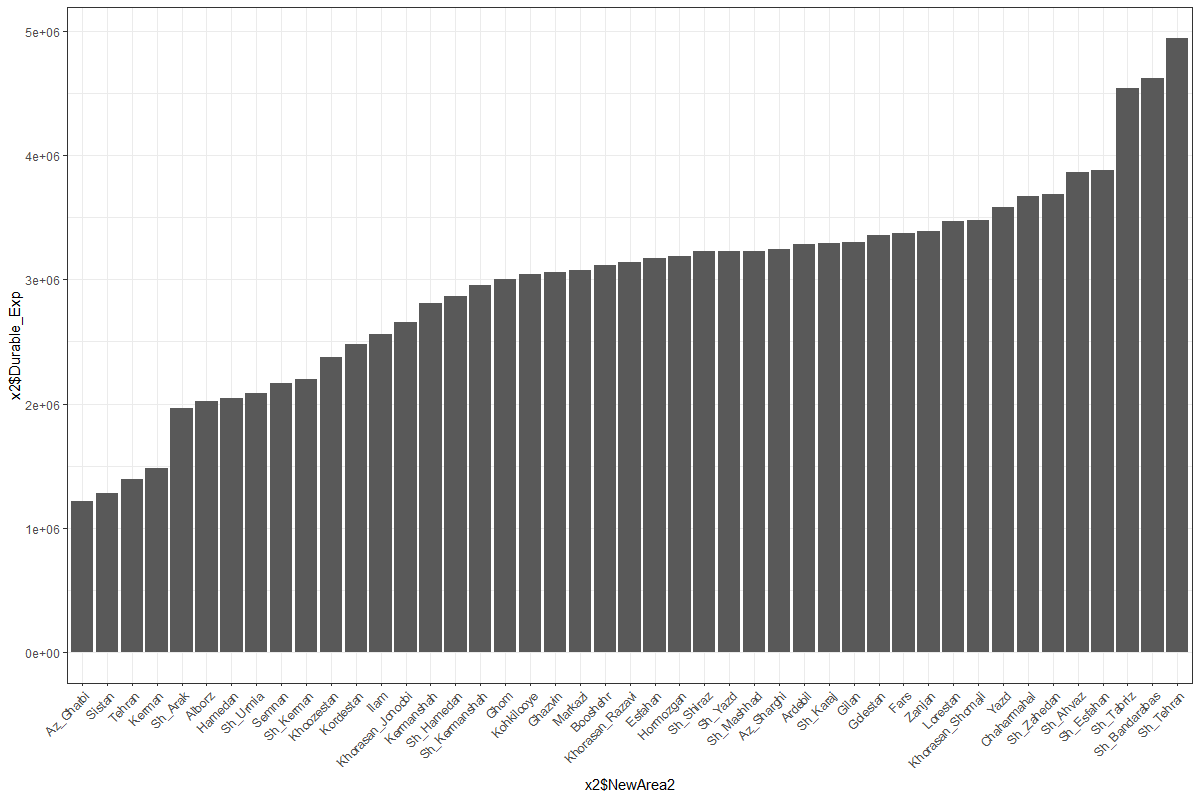 x2$Durable_Exp
5e+06
4e+06
3e+06
2e+06
1e+06
0e+00
Az_Gharbi
Sistan
Tehran
Kerman
Sh_Arak
Alborz
Hamedan
Sh_Urmia
Semnan
Sh_Kerman
Khoozestan
Kordestan
Ilam
Khorasan_Jonoobi
Kermanshah
Sh_Hamedan
Sh_Kermanshah
Ghom
Kohkilooye
Ghazvin
Markazi
Booshehr
Khorasan_Razavi
Esfahan
Hormozgan
Sh_Shiraz
Sh_Yazd
Sh_Mashhad
Az_Sharghi
Ardabil
Sh_Karaj
Gilan
Golestan
Fars
Zanjan
Lorestan
Khorasan_Shomali
Yazd
Chaharmahal
Sh_Zahedan
Sh_Ahvaz
Sh_Esfahan
Sh_Tabriz
Sh_Bandarabas
Sh_Tehran
x2$NewArea2